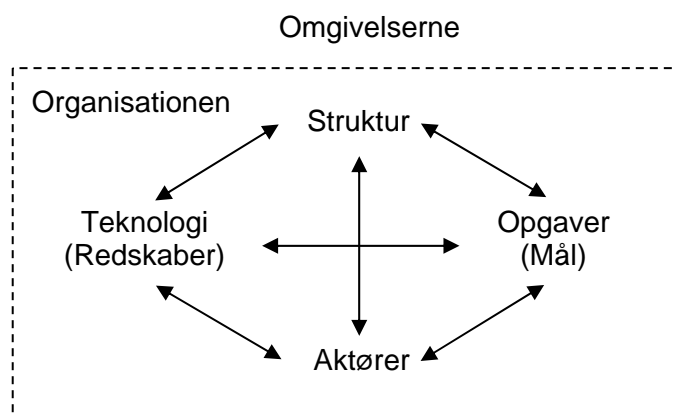 Omgivelserne
Organisationen
Struktur
Teknologi
(Redskaber)
Opgaver
(Mål)
Aktører